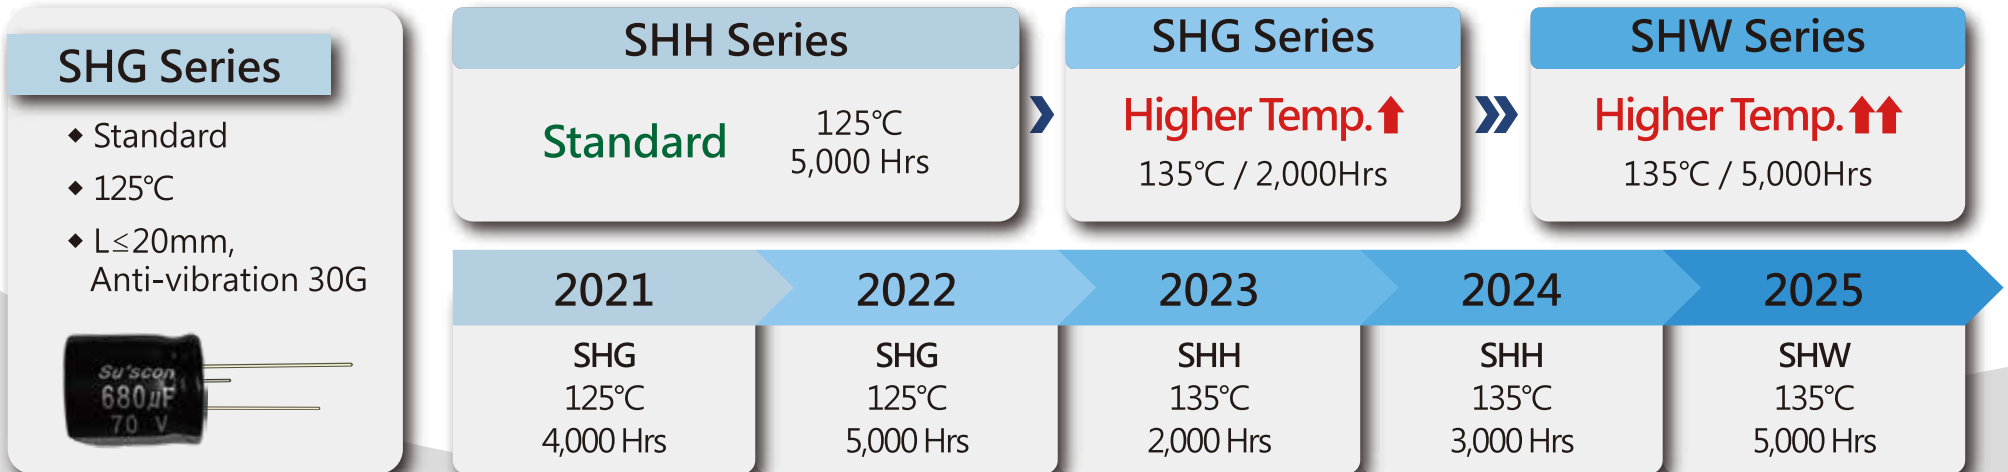 SHG Series
◆ Standard
◆ 125℃
◆ L≤20mm,
Anti-vibration 30G
Su'scon
680µF
70 V
SHH Series
Standard
125℃
5,000 Hrs
SHG Series
Higher Temp.
135℃ / 2,000Hrs
SHW Series
Higher Temp.
135℃ / 5,000Hrs
2021
SHG
125℃
4,000 Hrs
2022
SHG
125℃
5,000 Hrs
2023
SHH
135℃
2,000 Hrs
2024
SHH
135℃
3,000 Hrs
2025
SHW
135℃
5,000 Hrs